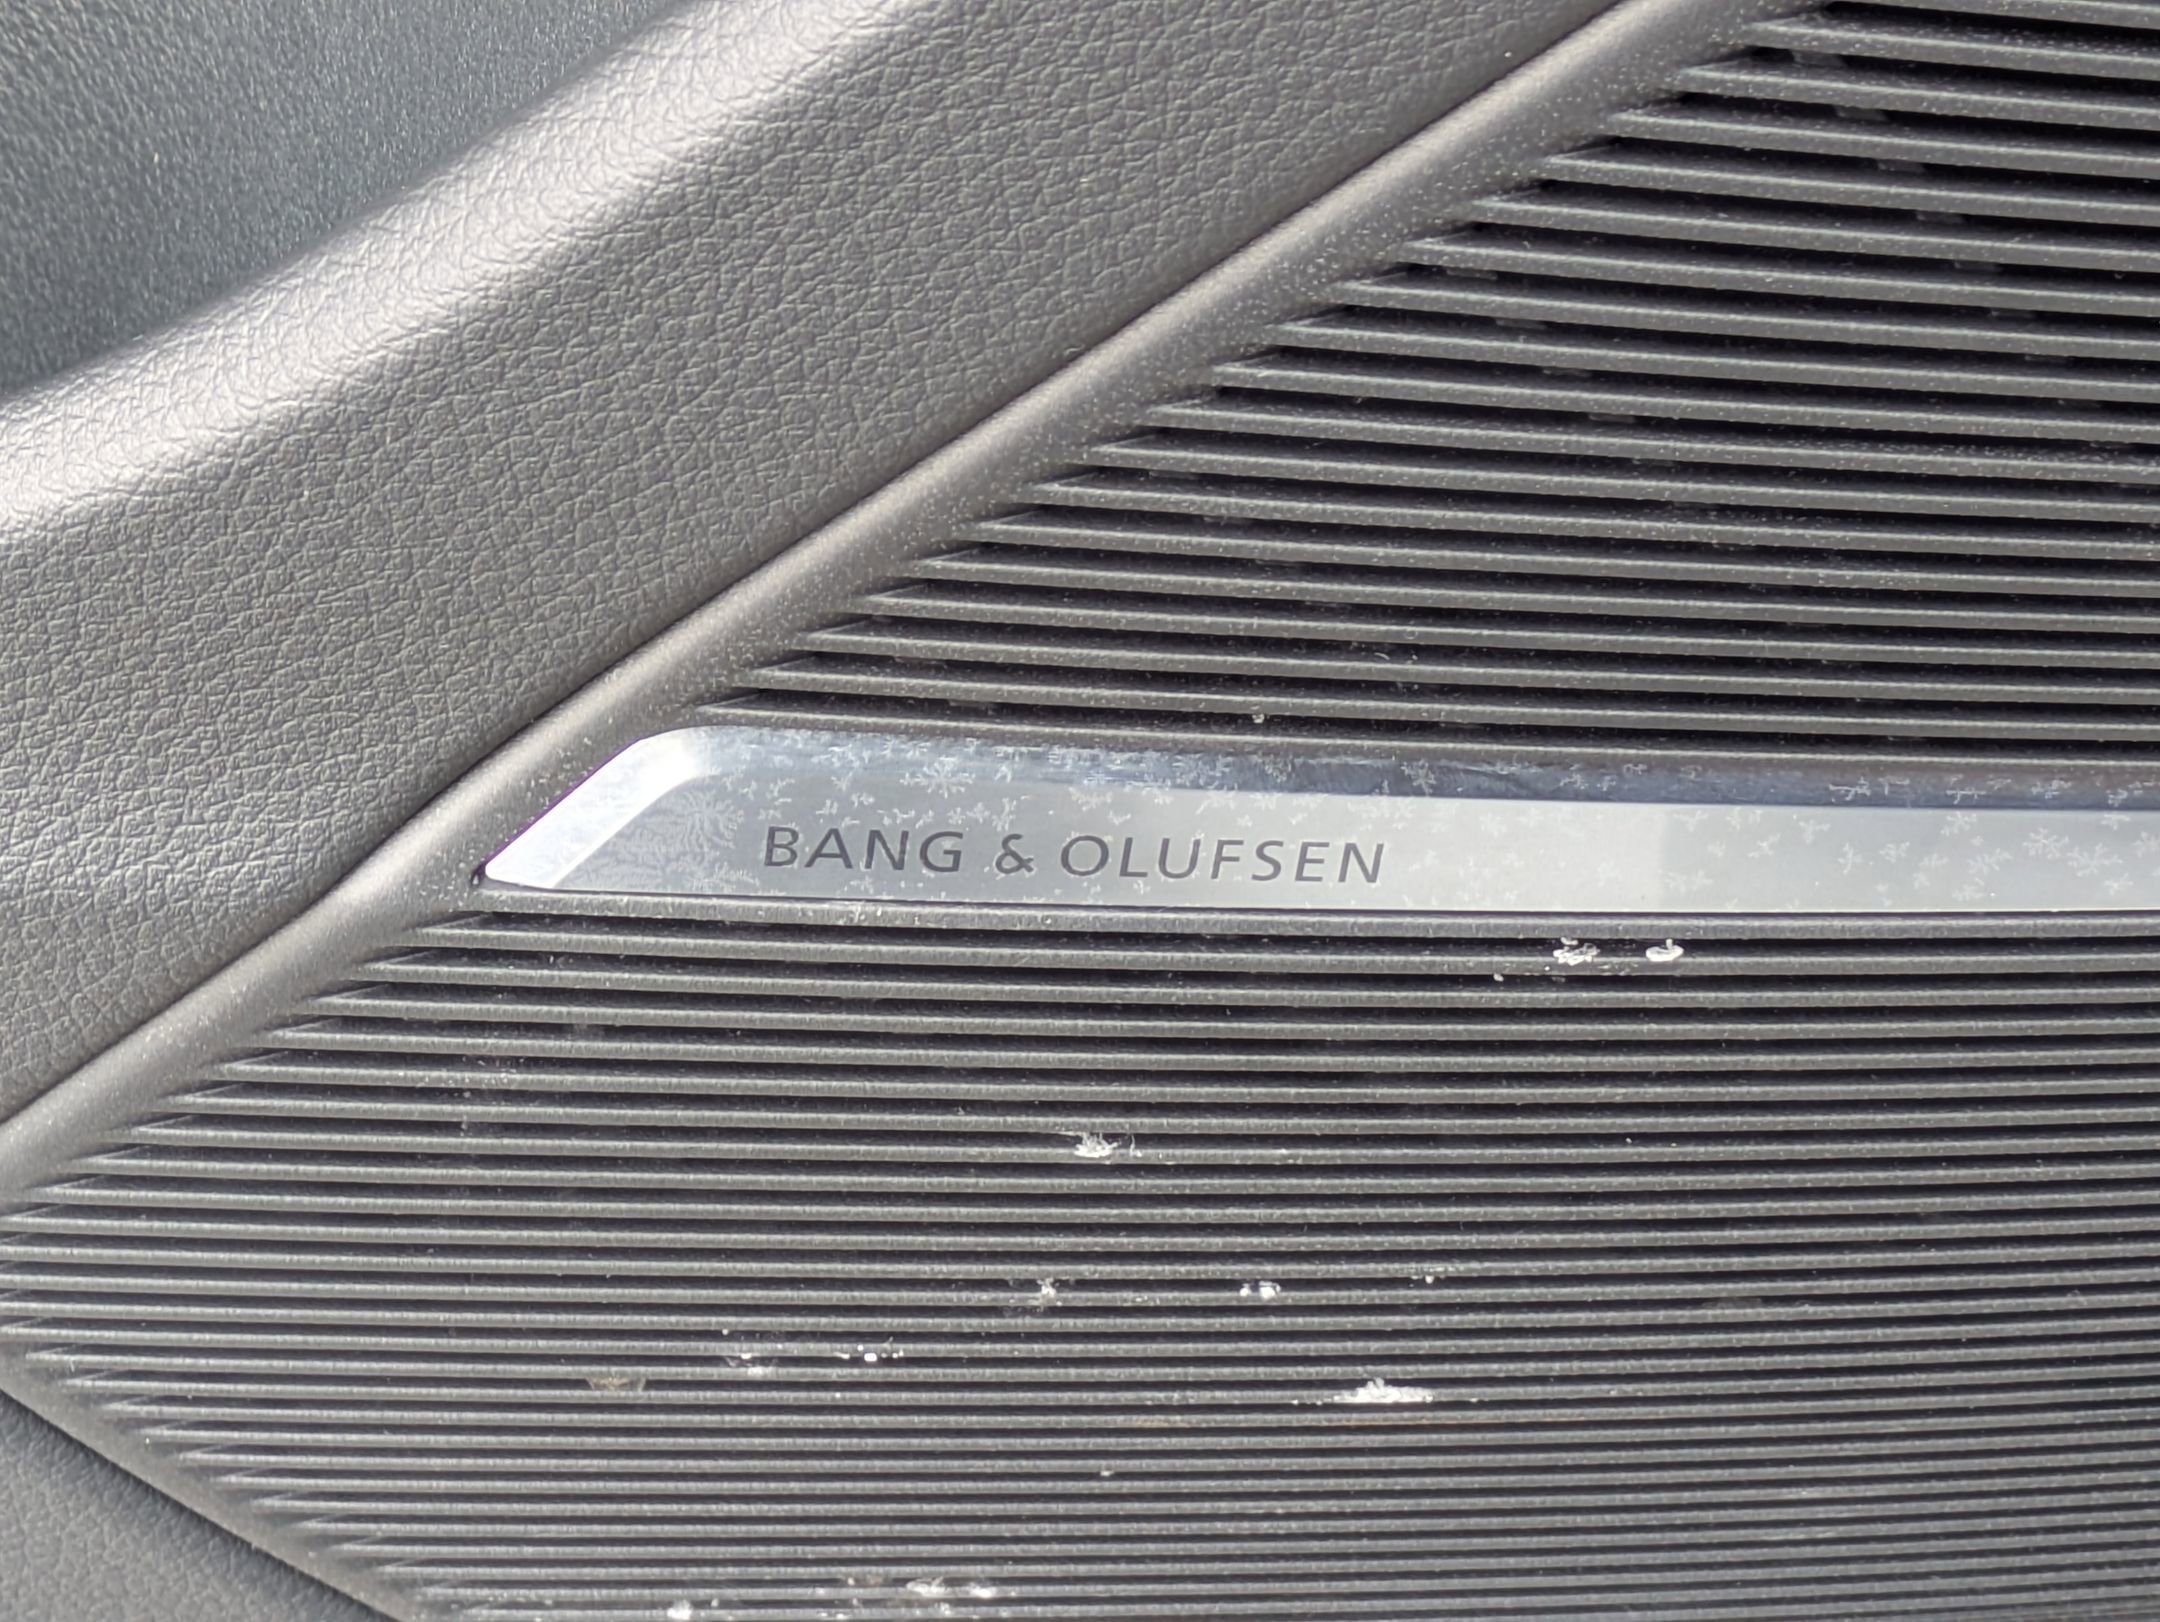 BANG & OLUFSEN